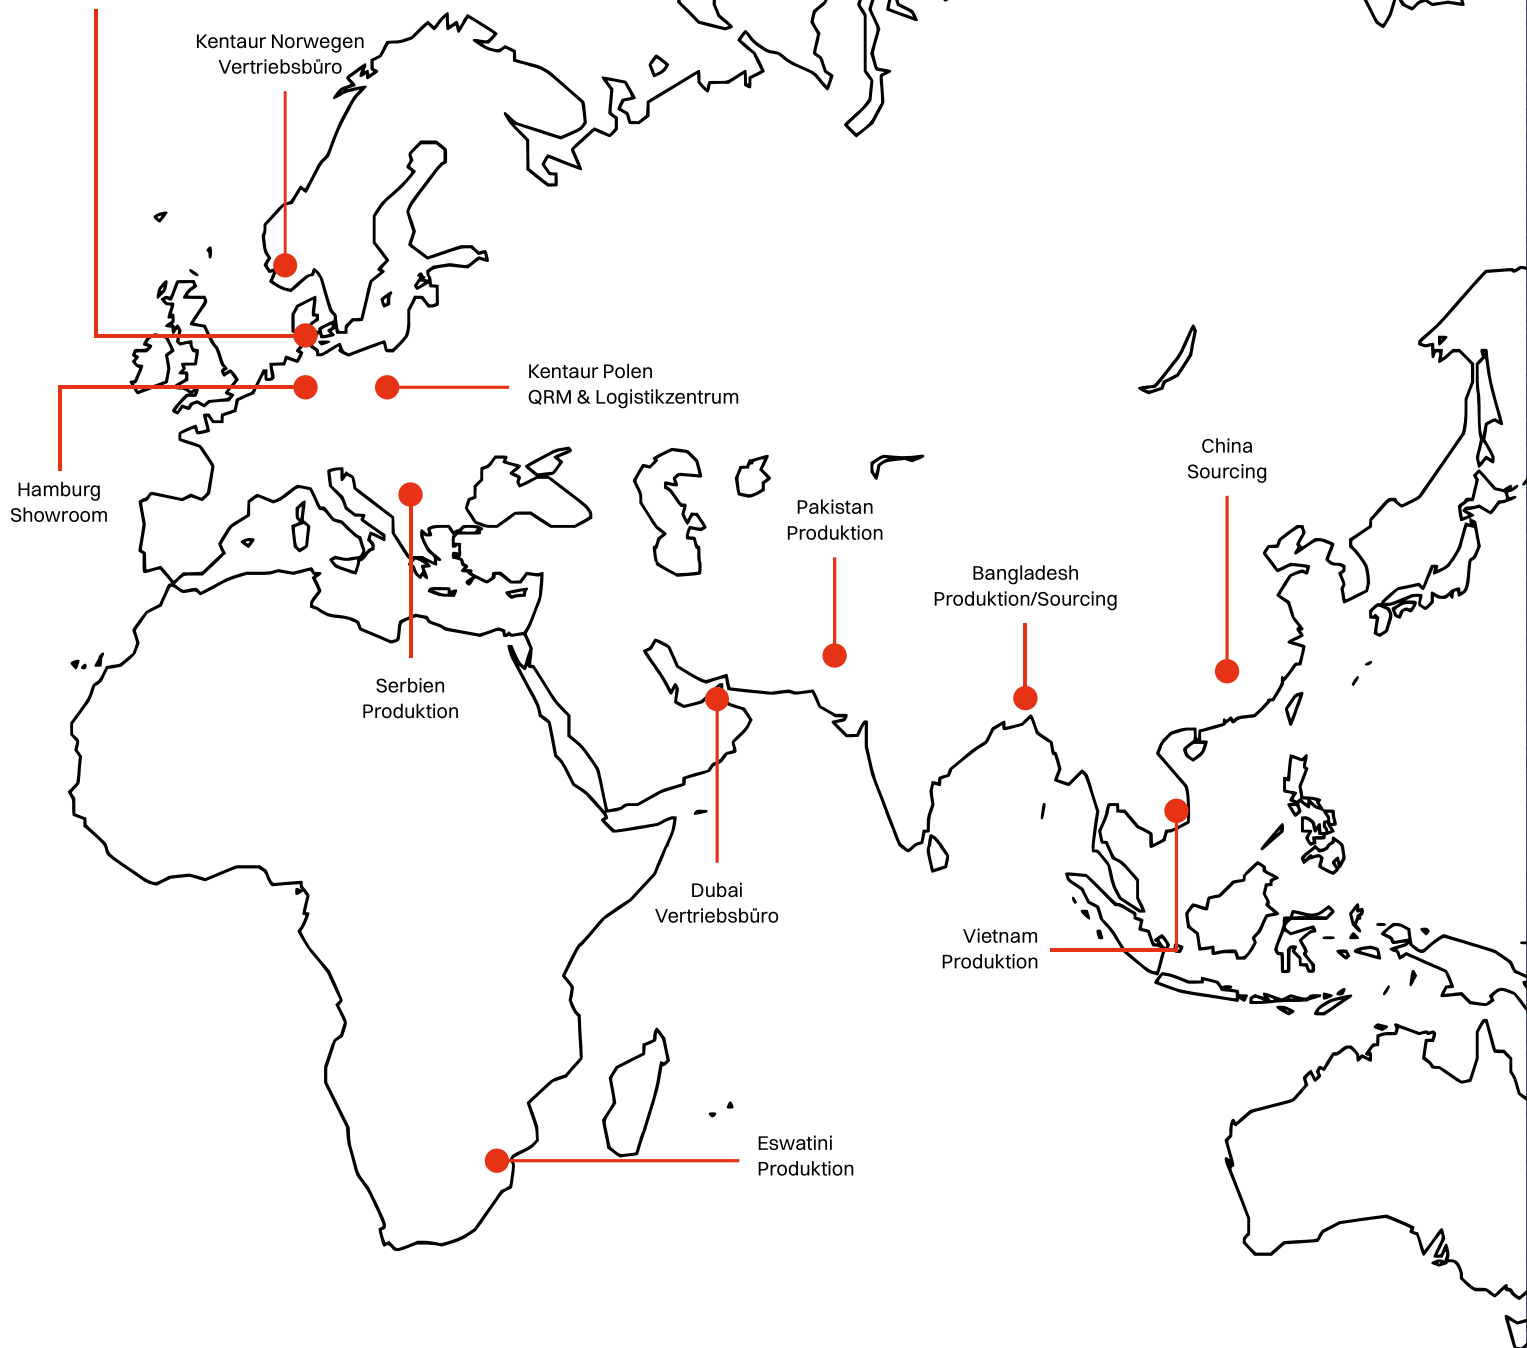 Kentaur Norwegen
Vertriebsbüro
Kentaur Polen
QRM & Logistikzentrum
Hamburg
Showroom
China
Sourcing
Pakistan
Produktion
Bangladesh
Produktion/Sourcing
Serbien
Produktion
Dubai
Vertriebsbüro
Vietnam
Produktion
Eswatini
Produktion